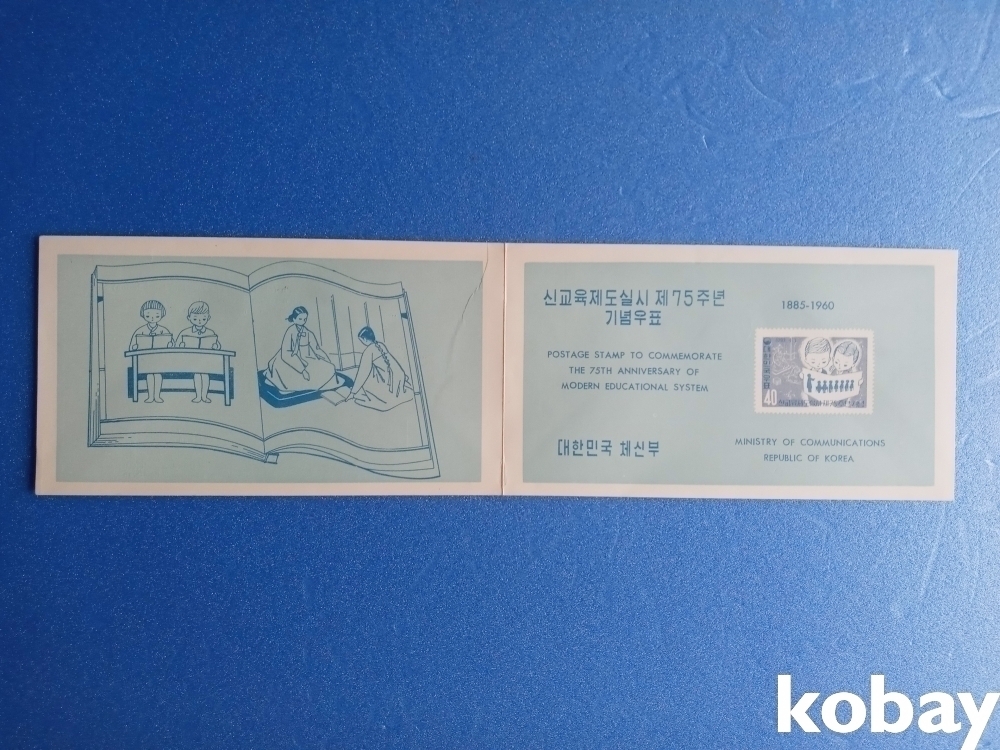 신교육제도실시 제75주년
기념우표
1885-1960
POSTAGE STAMP TO COMMEMORATE
THE 75TH ANNIVERSARY OF
MODERN EDUCATIONAL SYSTEM
40
대한민국 체신부
MINISTRY OF COMMUNICATIONS
REPUBLIC OF KOREA
kobay